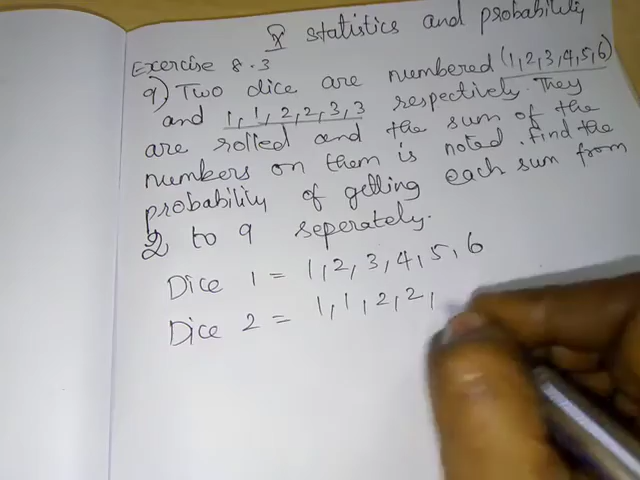 X statistics and probability
Exercise 8.3
9) Two dice are numbered (1,2,3,4,5,6)
and 1,1,2,2,3,3 respectively. They
are rolled and the sum of the
numbers on them is noted. Find the
probability of getting each sum from
2 to 9 seperately.
Dice 1 = 1,2,3,4,5,6
Dice 2 = 1,1,2,2,